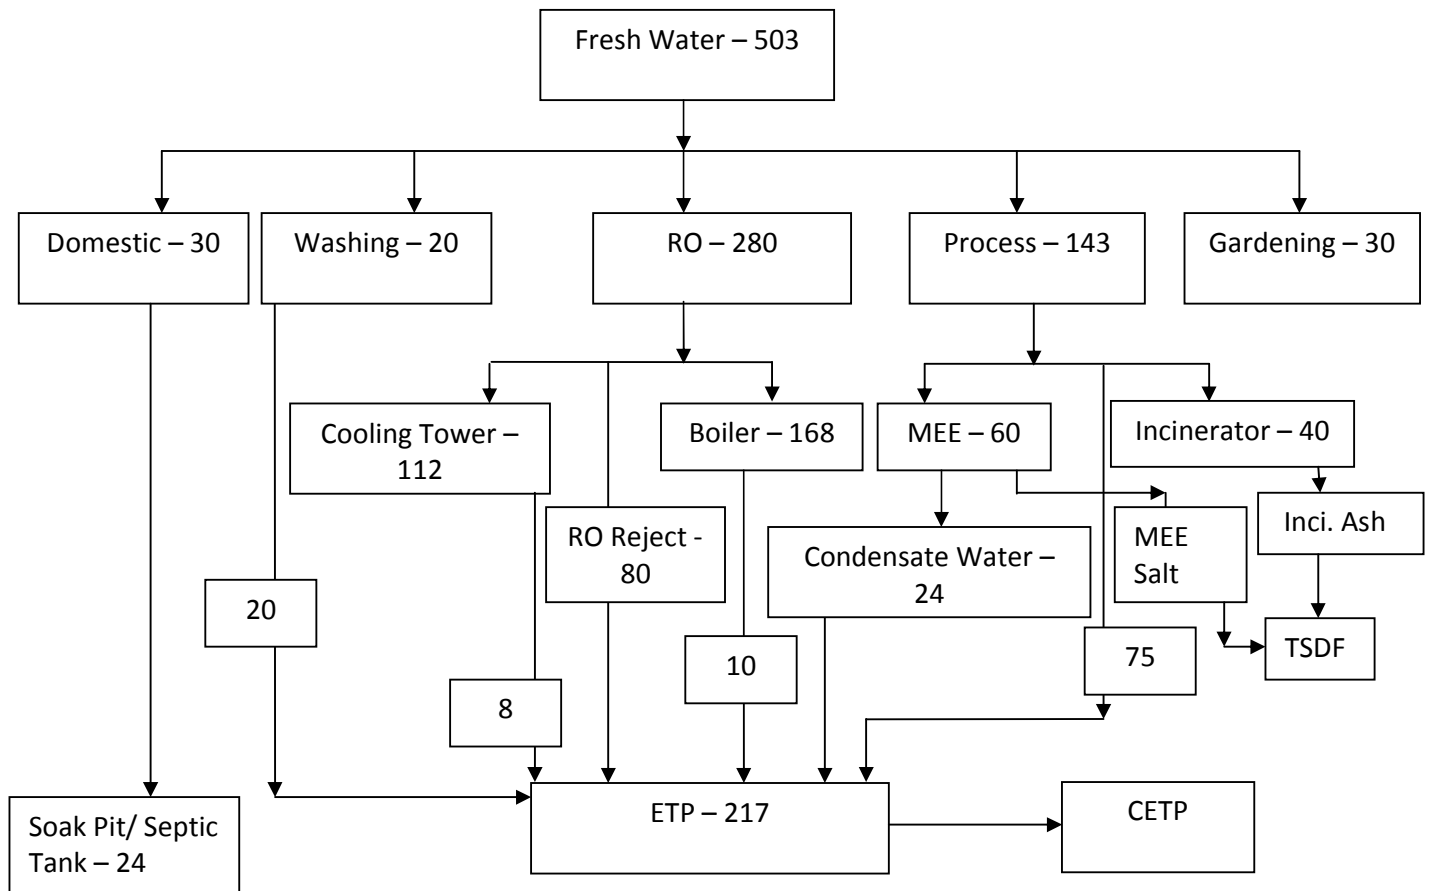 Fresh Water – 503
Domestic – 30
Washing – 20
RO – 280
Process – 143
Gardening – 30
Cooling Tower –
112
Boiler – 168
MEE – 60
Incinerator – 40
RO Reject -
80
Condensate Water –
24
MEE
Salt
Inci. Ash
20
8
10
75
TSDF
Soak Pit/ Septic
Tank – 24
ETP – 217
CETP